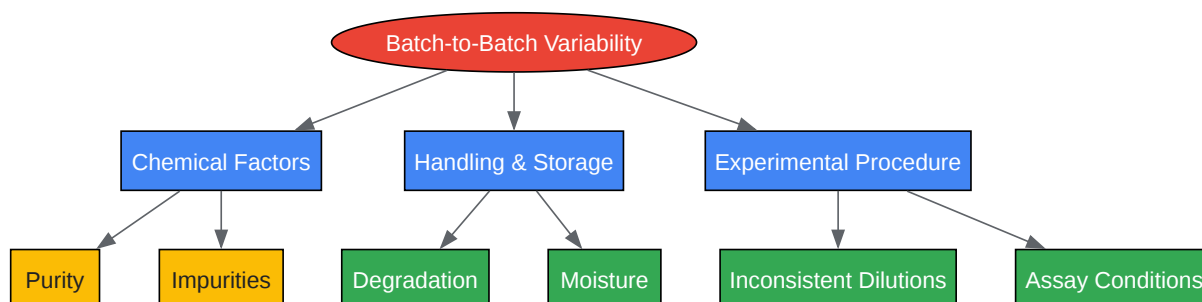 Batch-to-Batch Variability
Chemical Factors
Handling & Storage
Experimental Procedure
Purity
Impurities
Degradation
Moisture
Inconsistent Dilutions
Assay Conditions